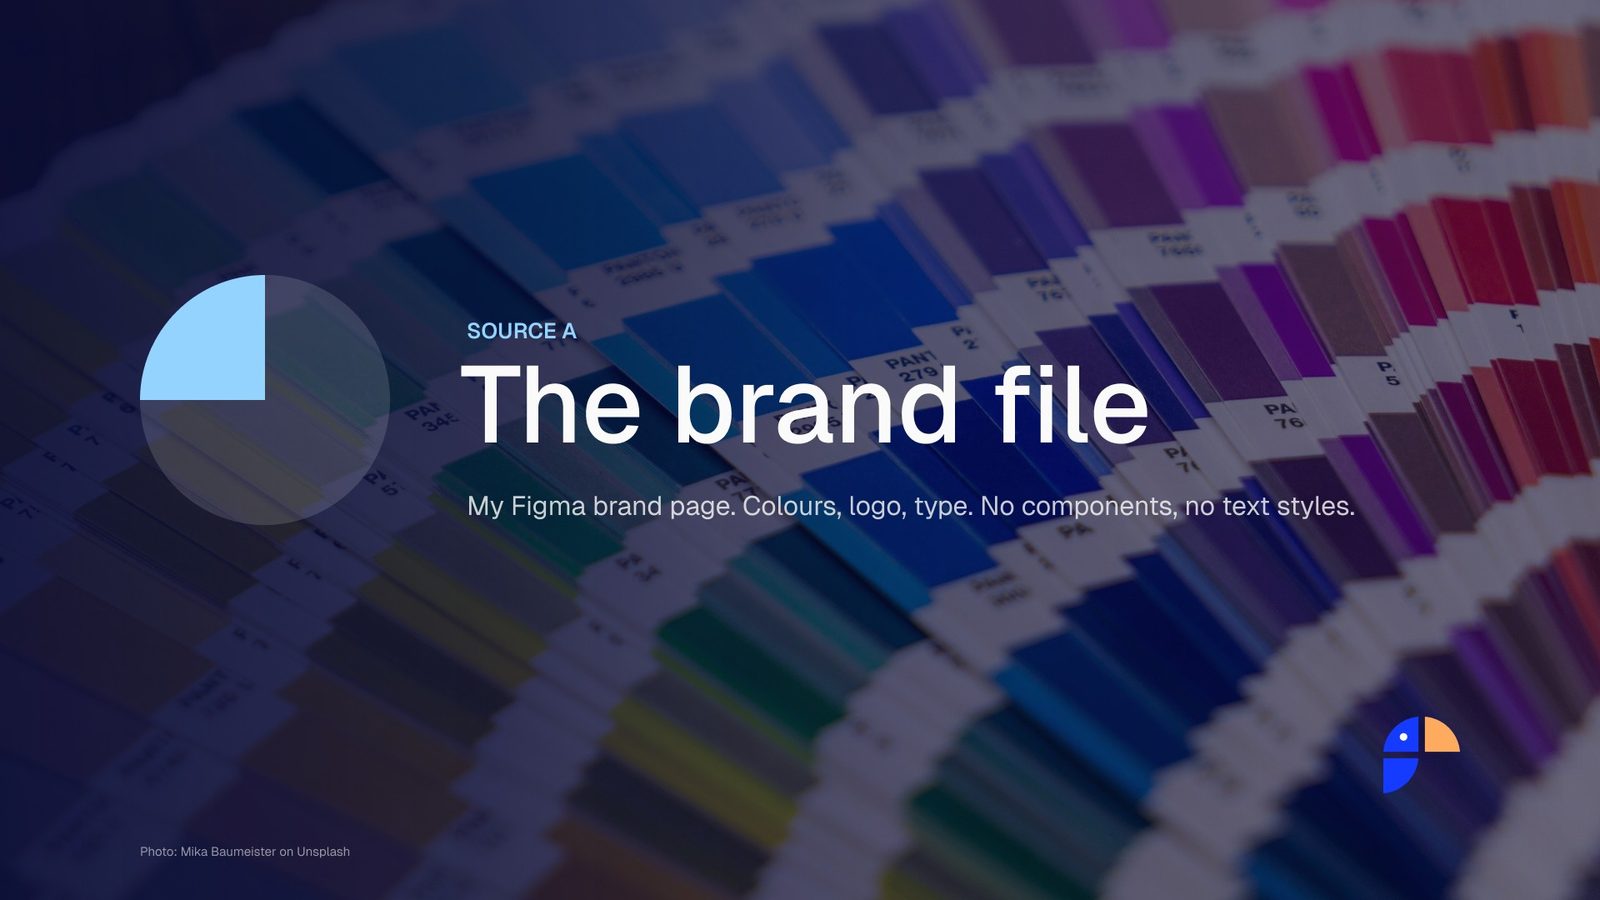 SOURCE A
The brand file
My Figma brand page. Colours, logo, type. No components, no text styles.
Photo: Mika Baumeister on Unsplash